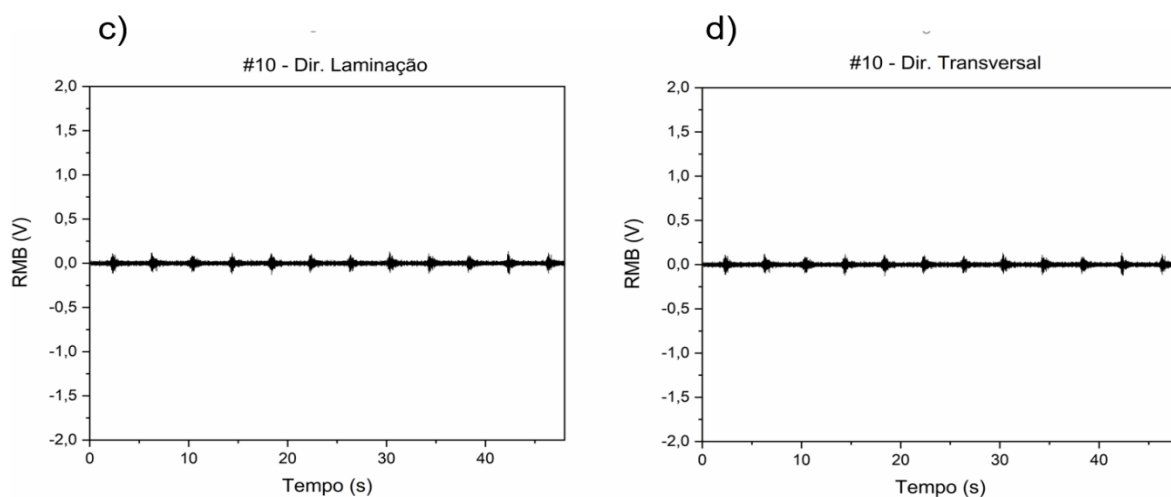 c)
#10 - Dir. Laminação
2,0
1,5
1,0
0,5
0,0
-0,5
-1,0
-1,5
-2,0
RMB (V)
0 10 20 30 40
Tempo (s)
d)
#10 - Dir. Transversal
2,0
1,5
1,0
0,5
0,0
-0,5
-1,0
-1,5
-2,0
RMB (V)
0 10 20 30 40
Tempo (s)